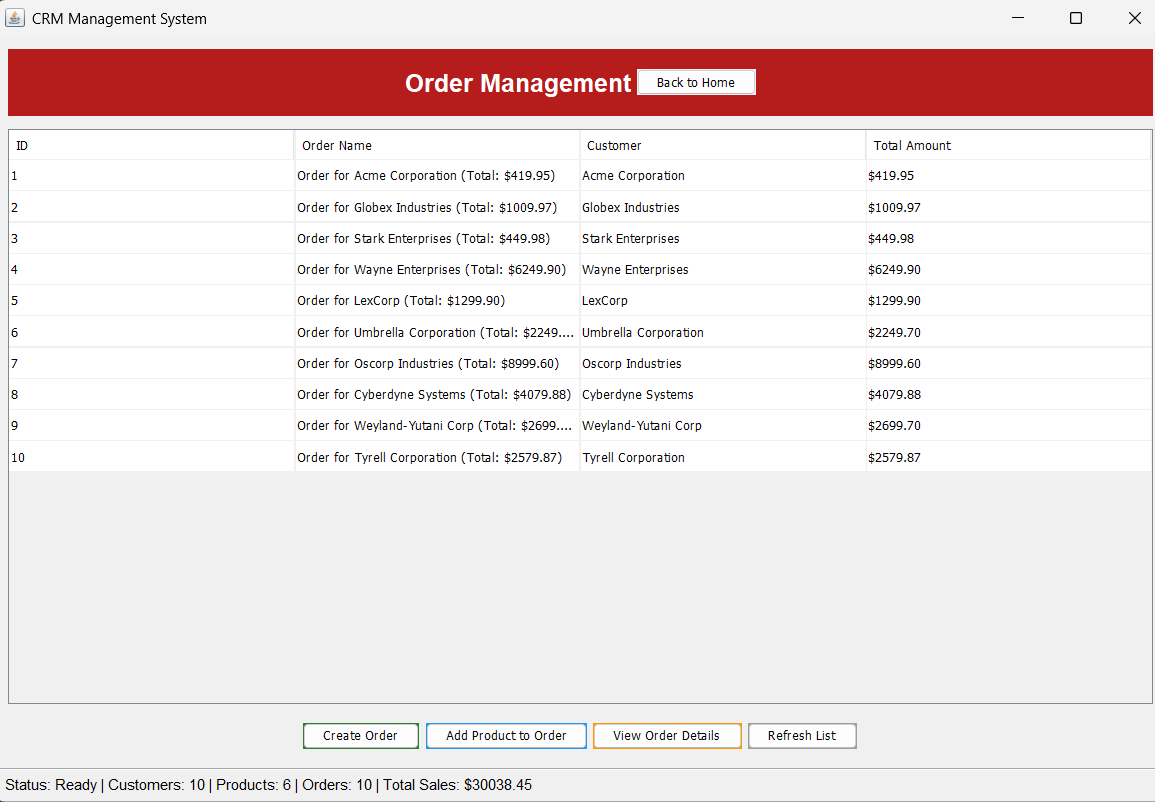 CRM Management System
Order Management Back to Home
ID Order Name Customer Total Amount
1 Order for Acme Corporation (Total: $419.95) Acme Corporation $419.95
2 Order for Globex Industries (Total: $1009.97) Globex Industries $1009.97
3 Order for Stark Enterprises (Total: $449.98) Stark Enterprises $449.98
4 Order for Wayne Enterprises (Total: $6249.90) Wayne Enterprises $6249.90
5 Order for LexCorp (Total: $1299.90) LexCorp $1299.90
6 Order for Umbrella Corporation (Total: $2249.... Umbrella Corporation $2249.70
7 Order for Oscorp Industries (Total: $8999.60) Oscorp Industries $8999.60
8 Order for Cyberdyne Systems (Total: $4079.88) Cyberdyne Systems $4079.88
9 Order for Weyland-Yutani Corp (Total: $2699.... Weyland-Yutani Corp $2699.70
10 Order for Tyrell Corporation (Total: $2579.87) Tyrell Corporation $2579.87
Create Order Add Product to Order View Order Details Refresh List
Status: Ready | Customers: 10 | Products: 6 | Orders: 10 | Total Sales: $30038.45